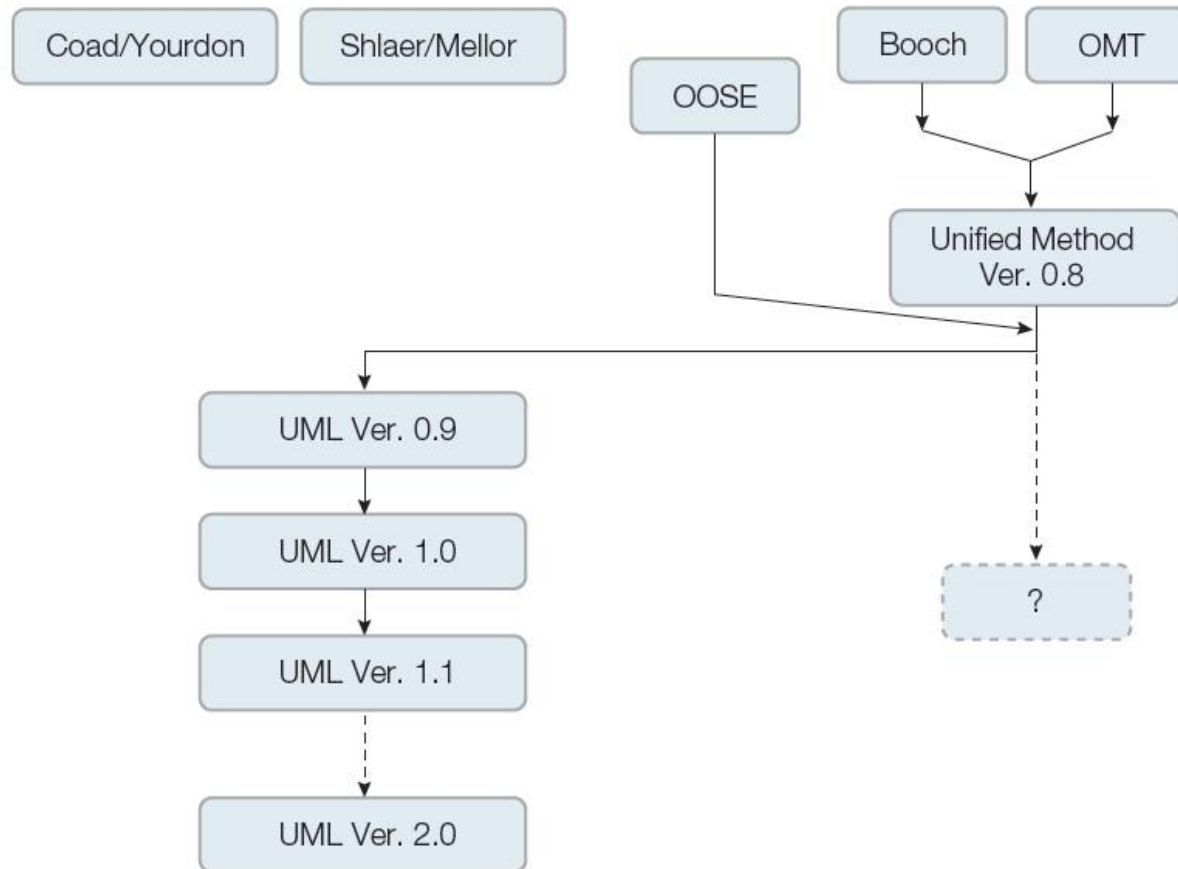 Coad/Yourdon
Shlaer/Mellor
OOSE
Booch
OMT
Unified Method
Ver. 0.8
UML Ver. 0.9
UML Ver. 1.0
UML Ver. 1.1
UML Ver. 2.0
?